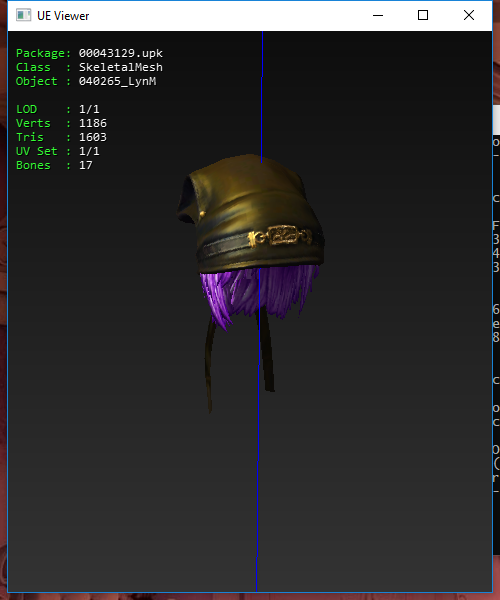 UE Viewer
Package: 00043129.upk
Class  : SkeletalMesh
Object : 040265_LynM
LOD    : 1/1
Verts  : 1186
Tris   : 1603
UV Set : 1/1
Bones  : 17